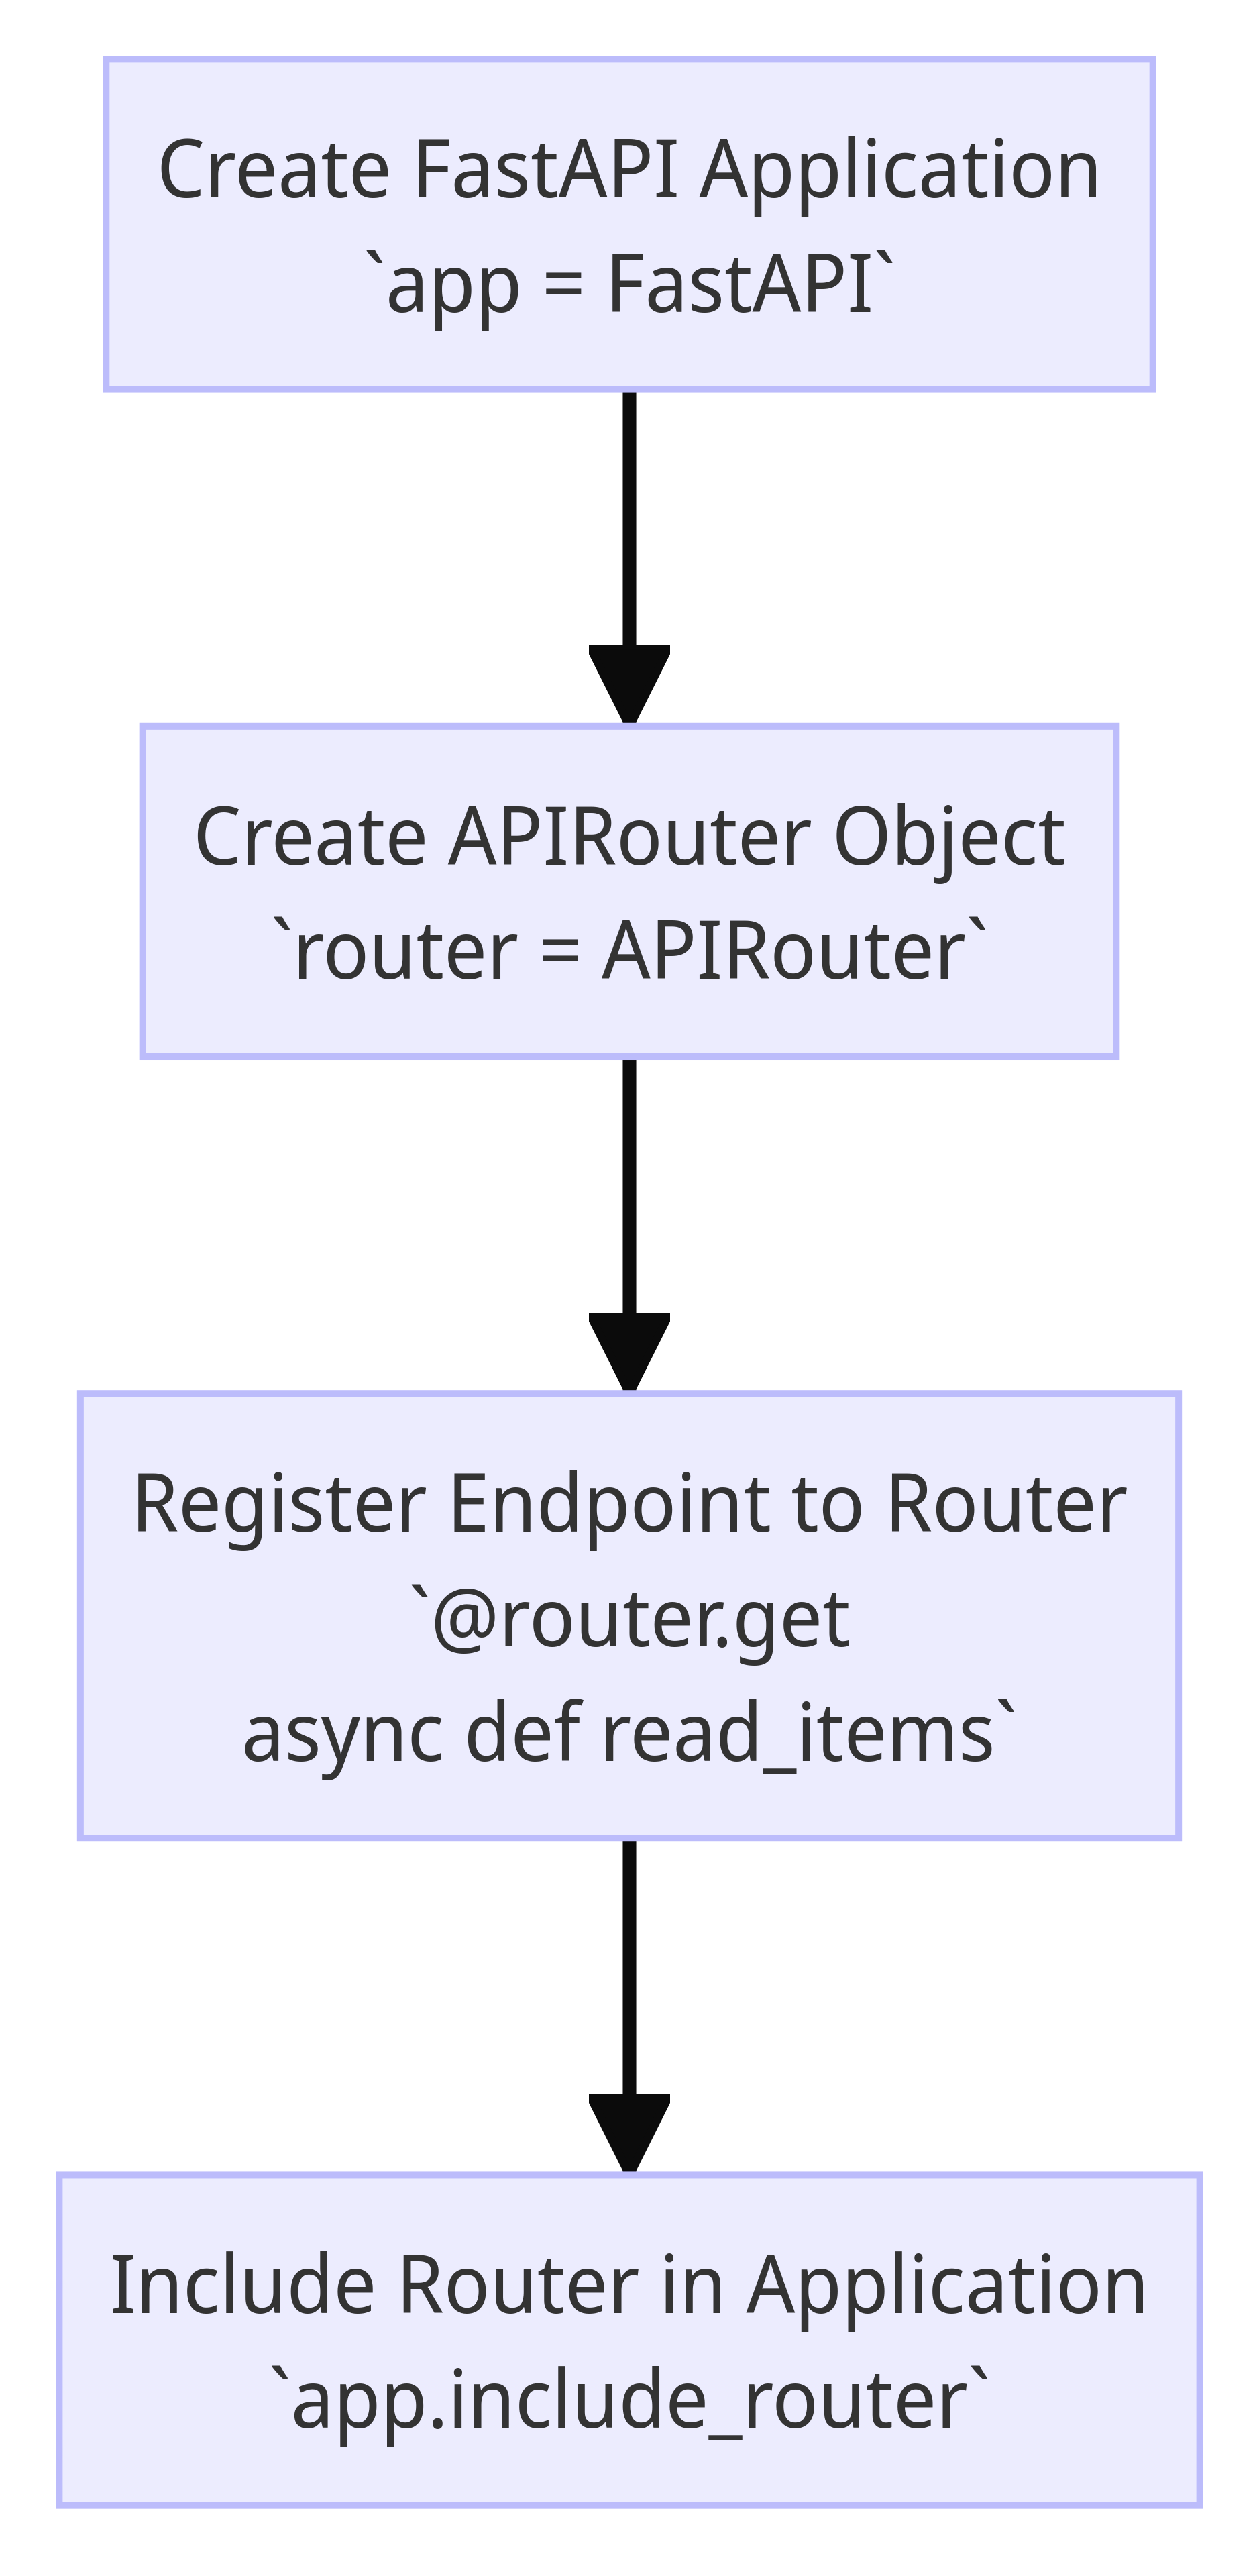 Create FastAPI Application
`app = FastAPI`
Create APIRouter Object
`router = APIRouter`
Register Endpoint to Router
`@router.get
async def read_items`
Include Router in Application
`app.include_router`